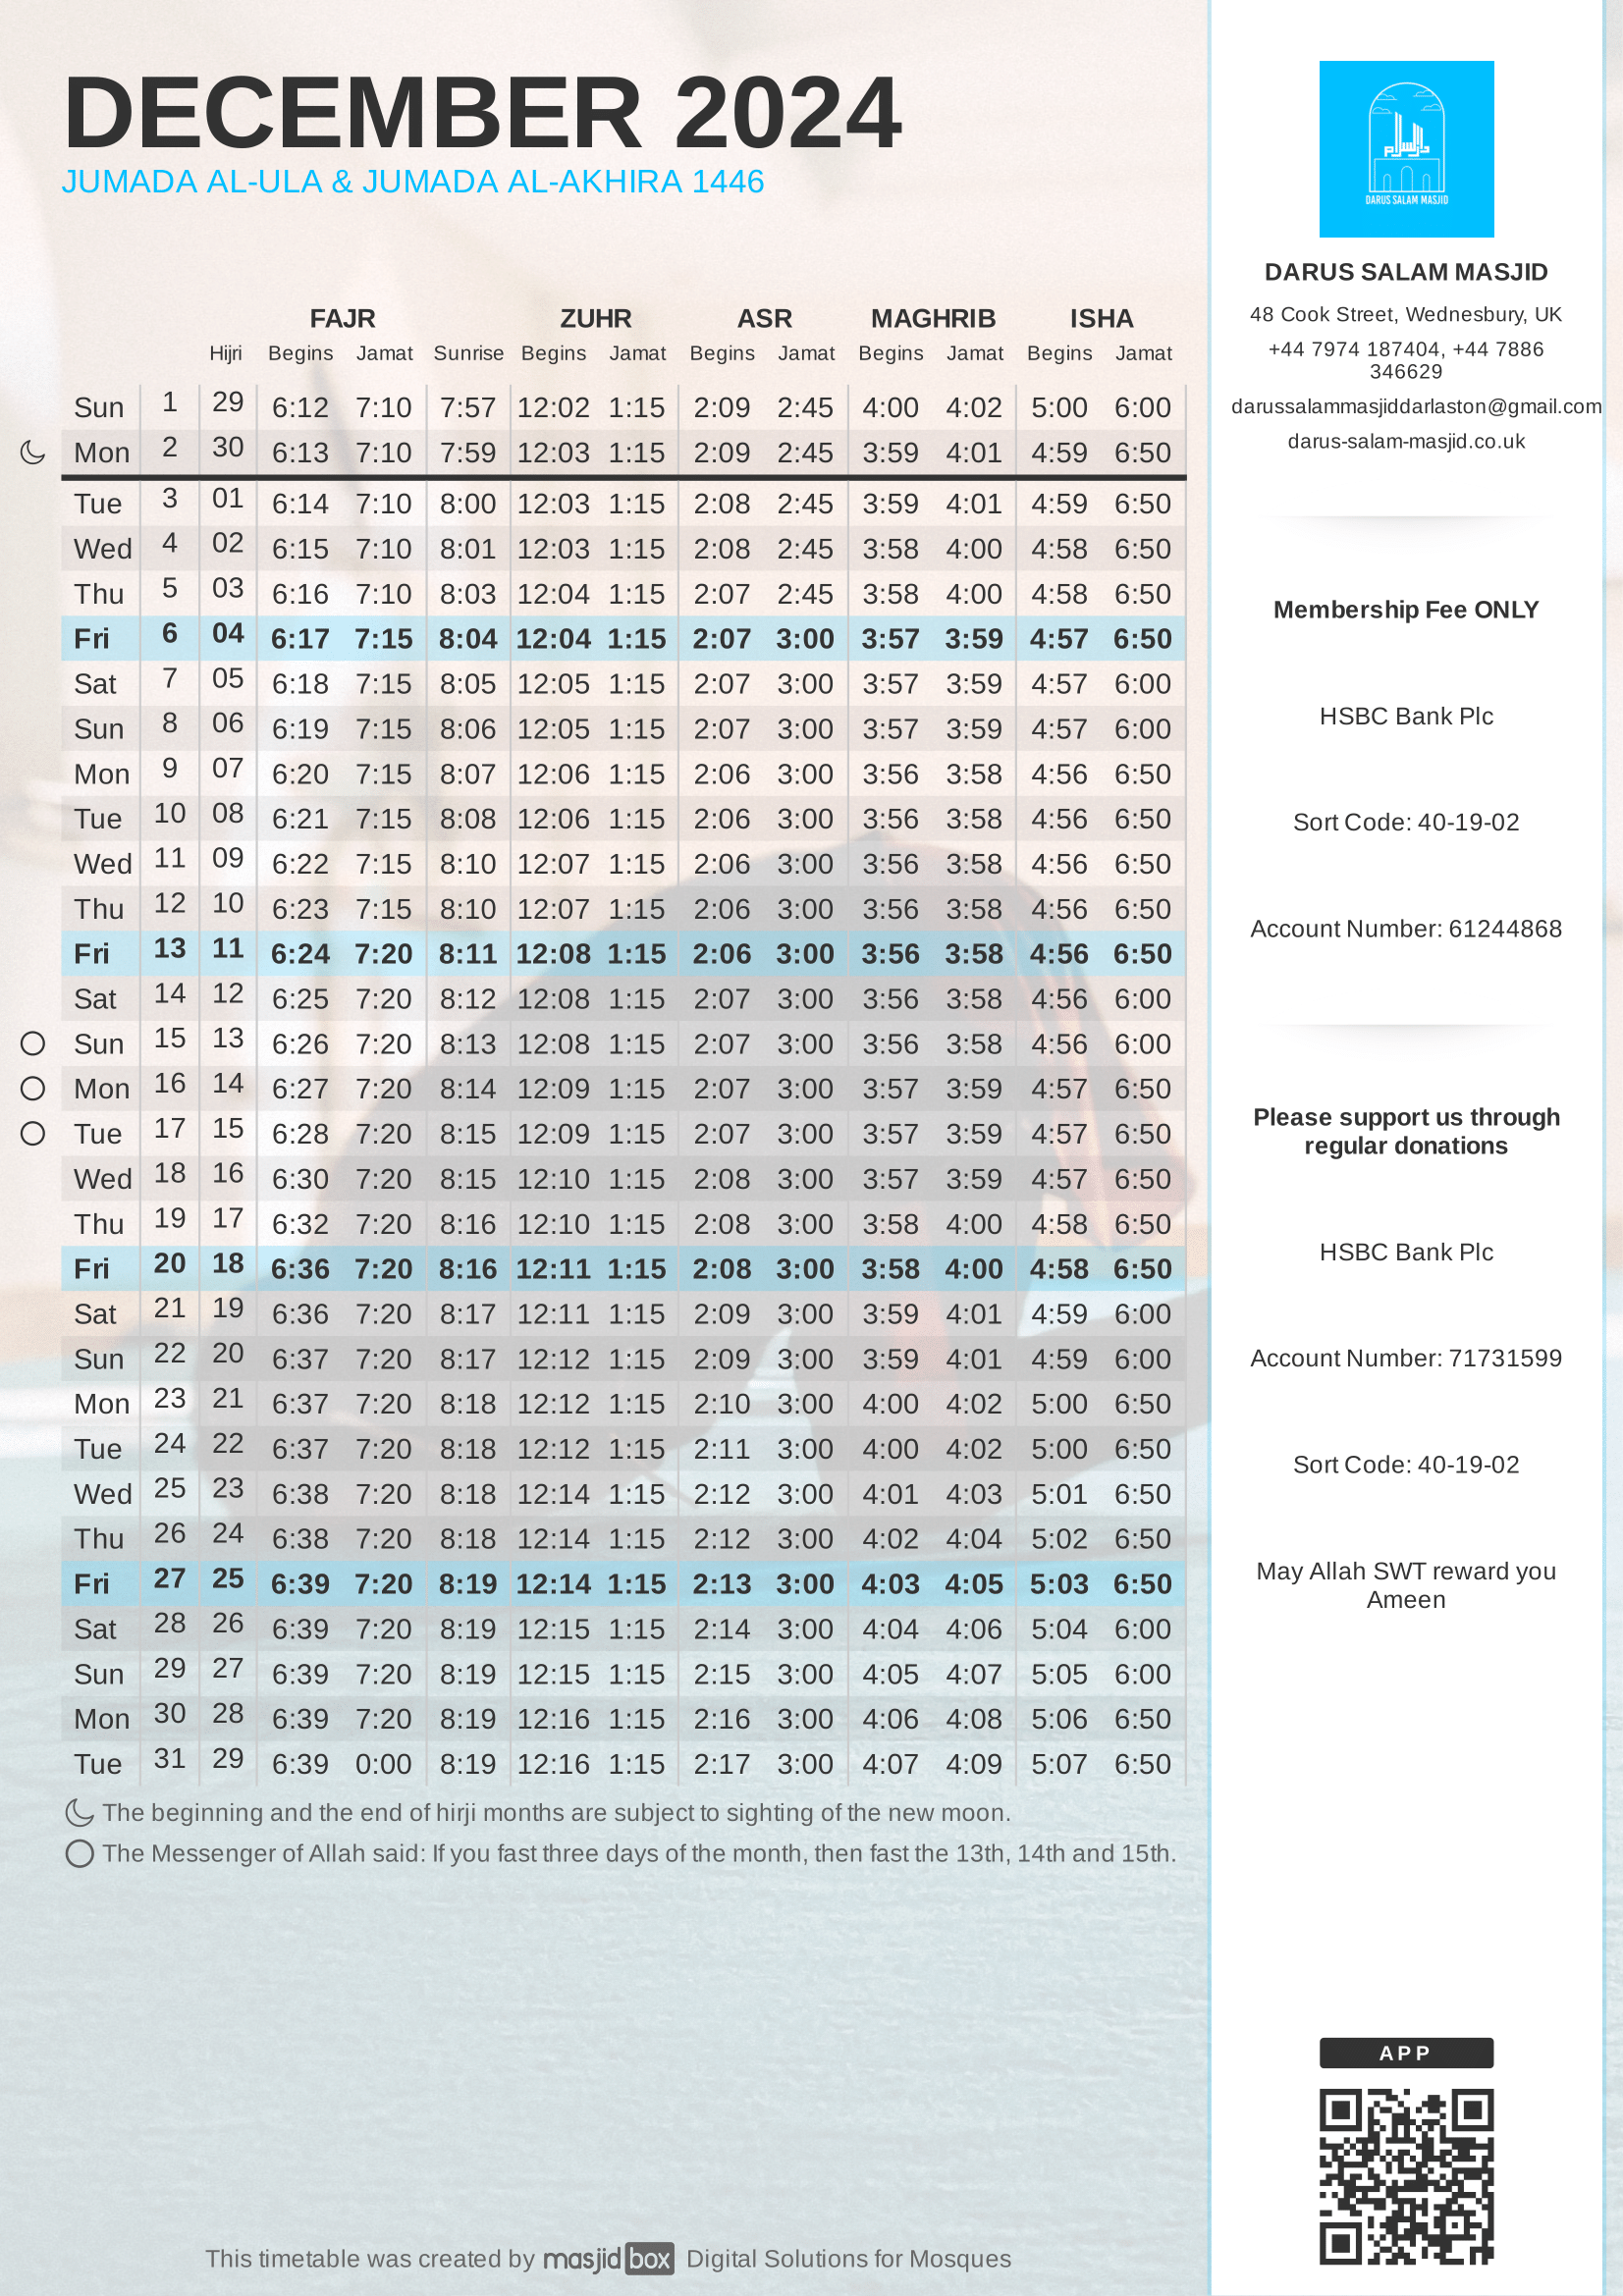 DECEMBER 2024
JUMADA AL-ULA & JUMADA AL-AKHIRA 1446
FAJR ZUHR ASR MAGHRIB ISHA
Hijri Begins Jamat Sunrise Begins Jamat Begins Jamat Begins Jamat Begins Jamat
Sun 1 29 6:12 7:10 7:57 12:02 1:15 2:09 2:45 4:00 4:02 5:00 6:00
Mon 2 30 6:13 7:10 7:59 12:03 1:15 2:09 2:45 3:59 4:01 4:59 6:50
Tue 3 01 6:14 7:10 8:00 12:03 1:15 2:08 2:45 3:59 4:01 4:59 6:50
Wed 4 02 6:15 7:10 8:01 12:03 1:15 2:08 2:45 3:58 4:00 4:58 6:50
Thu 5 03 6:16 7:10 8:03 12:04 1:15 2:07 2:45 3:58 4:00 4:58 6:50
Fri 6 04 6:17 7:15 8:04 12:04 1:15 2:07 3:00 3:57 3:59 4:57 6:50
Sat 7 05 6:18 7:15 8:05 12:05 1:15 2:07 3:00 3:57 3:59 4:57 6:00
Sun 8 06 6:19 7:15 8:06 12:05 1:15 2:07 3:00 3:57 3:59 4:57 6:00
Mon 9 07 6:20 7:15 8:07 12:06 1:15 2:06 3:00 3:56 3:58 4:56 6:50
Tue 10 08 6:21 7:15 8:08 12:06 1:15 2:06 3:00 3:56 3:58 4:56 6:50
Wed 11 09 6:22 7:15 8:10 12:07 1:15 2:06 3:00 3:56 3:58 4:56 6:50
Thu 12 10 6:23 7:15 8:10 12:07 1:15 2:06 3:00 3:56 3:58 4:56 6:50
Fri 13 11 6:24 7:20 8:11 12:08 1:15 2:06 3:00 3:56 3:58 4:56 6:50
Sat 14 12 6:25 7:20 8:12 12:08 1:15 2:07 3:00 3:56 3:58 4:56 6:00
Sun 15 13 6:26 7:20 8:13 12:08 1:15 2:07 3:00 3:56 3:58 4:56 6:00
Mon 16 14 6:27 7:20 8:14 12:09 1:15 2:07 3:00 3:57 3:59 4:57 6:50
Tue 17 15 6:28 7:20 8:15 12:09 1:15 2:07 3:00 3:57 3:59 4:57 6:50
Wed 18 16 6:30 7:20 8:15 12:10 1:15 2:08 3:00 3:57 3:59 4:57 6:50
Thu 19 17 6:32 7:20 8:16 12:10 1:15 2:08 3:00 3:58 4:00 4:58 6:50
Fri 20 18 6:36 7:20 8:16 12:11 1:15 2:08 3:00 3:58 4:00 4:58 6:50
Sat 21 19 6:36 7:20 8:17 12:11 1:15 2:09 3:00 3:59 4:01 4:59 6:00
Sun 22 20 6:37 7:20 8:17 12:12 1:15 2:09 3:00 3:59 4:01 4:59 6:00
Mon 23 21 6:37 7:20 8:18 12:12 1:15 2:10 3:00 4:00 4:02 5:00 6:50
Tue 24 22 6:37 7:20 8:18 12:12 1:15 2:11 3:00 4:00 4:02 5:00 6:50
Wed 25 23 6:38 7:20 8:18 12:14 1:15 2:12 3:00 4:01 4:03 5:01 6:50
Thu 26 24 6:38 7:20 8:18 12:14 1:15 2:12 3:00 4:02 4:04 5:02 6:50
Fri 27 25 6:39 7:20 8:19 12:14 1:15 2:13 3:00 4:03 4:05 5:03 6:50
Sat 28 26 6:39 7:20 8:19 12:15 1:15 2:14 3:00 4:04 4:06 5:04 6:00
Sun 29 27 6:39 7:20 8:19 12:15 1:15 2:15 3:00 4:05 4:07 5:05 6:00
Mon 30 28 6:39 7:20 8:19 12:16 1:15 2:16 3:00 4:06 4:08 5:06 6:50
Tue 31 29 6:39 0:00 8:19 12:16 1:15 2:17 3:00 4:07 4:09 5:07 6:50
The beginning and the end of hirji months are subject to sighting of the new moon.
The Messenger of Allah said: If you fast three days of the month, then fast the 13th, 14th and 15th.
This timetable was created by masjidbox Digital Solutions for Mosques
دار السلام
DARUS SALAM MASJID
DARUS SALAM MASJID
48 Cook Street, Wednesbury, UK
+44 7974 187404, +44 7886
346629
darussalammasjiddarlaston@gmail.com
darus-salam-masjid.co.uk
Membership Fee ONLY
HSBC Bank Plc
Sort Code: 40-19-02
Account Number: 61244868
Please support us through
regular donations
HSBC Bank Plc
Account Number: 71731599
Sort Code: 40-19-02
May Allah SWT reward you
Ameen
APP